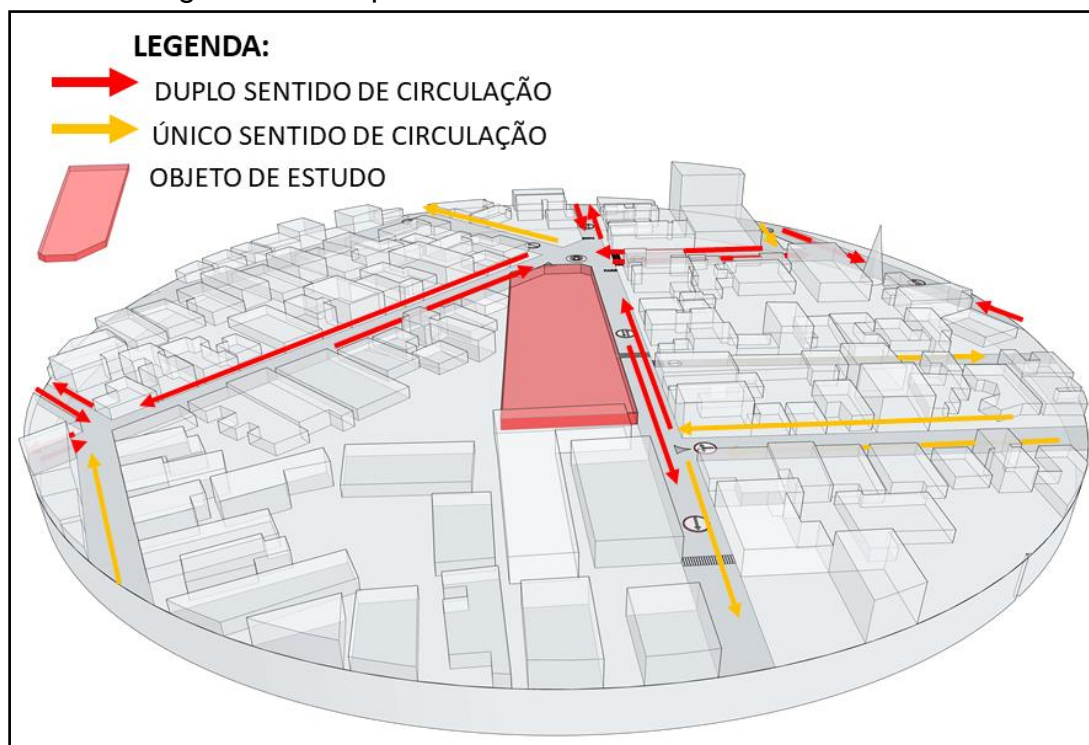 LEGENDA:
DUPLO SENTIDO DE CIRCULAÇÃO
ÚNICO SENTIDO DE CIRCULAÇÃO
OBJETO DE ESTUDO